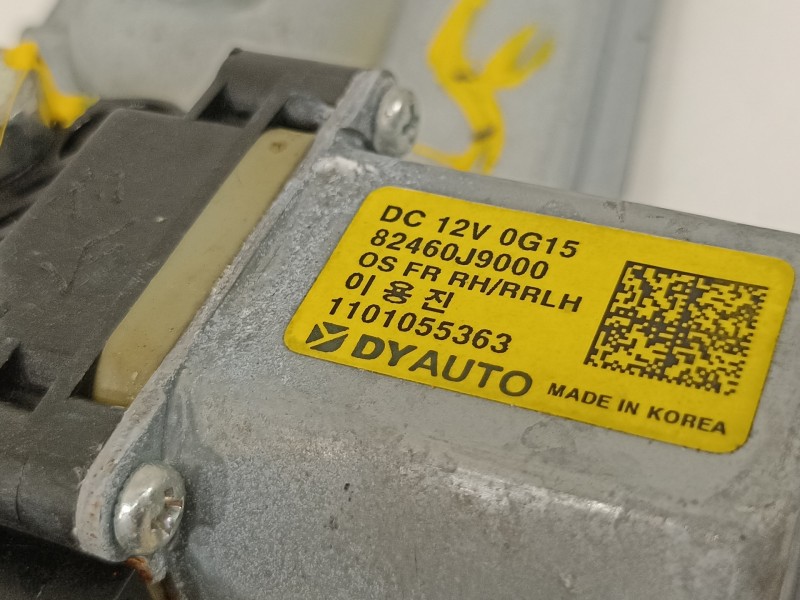 DC 12V 0G15
82460J9000
OS FR RH/RRLH
이 용 진
1101055363
DYAUTO MADE IN KOREA